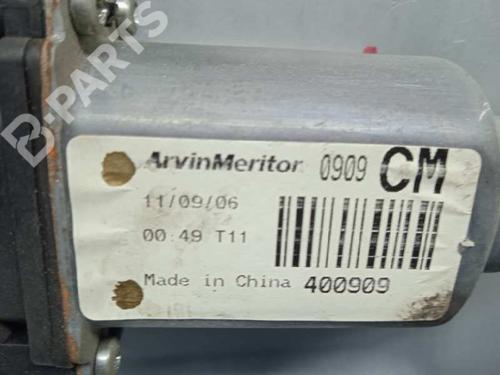 B-PARTS
ArvinMeritor 0909 CM
11/09/06
00:49 T11
Made in China 400909